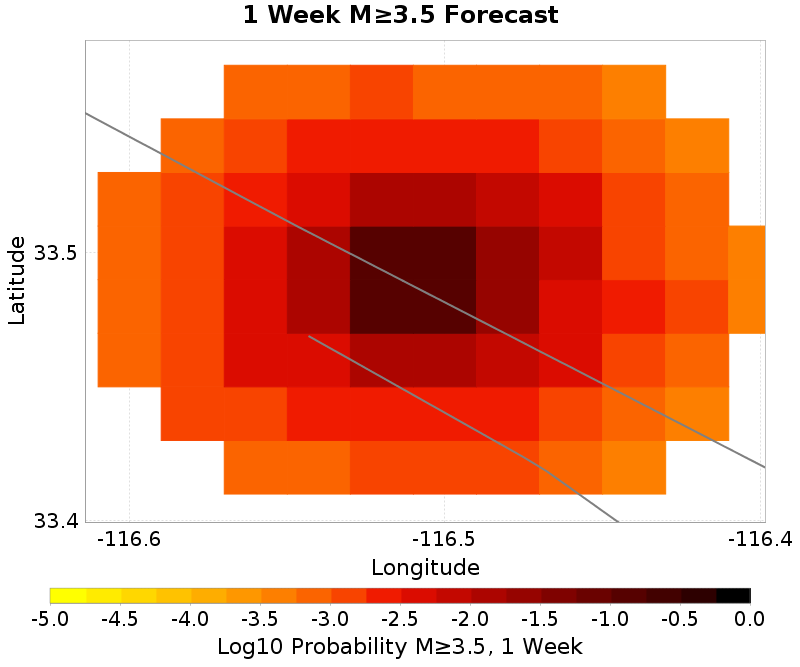 1 Week M≥3.5 Forecast
Latitude
33.5
33.4
-116.6 -116.5 -116.4
Longitude
-5.0 -4.5 -4.0 -3.5 -3.0 -2.5 -2.0 -1.5 -1.0 -0.5 0.0
Log10 Probability M≥3.5, 1 Week